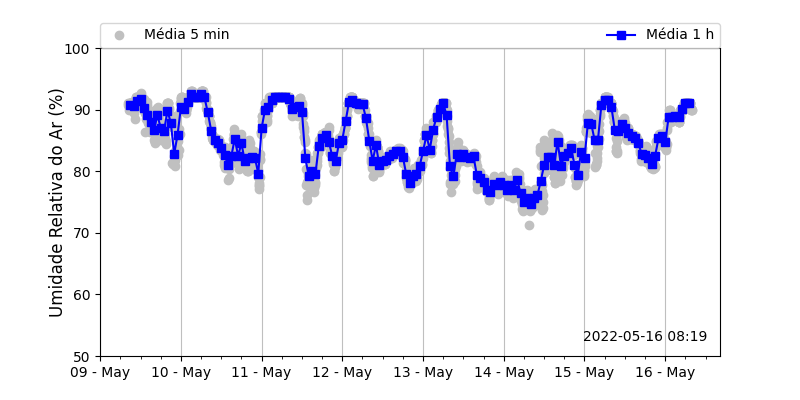 Média 5 min
Média 1 h
Umidade Relativa do Ar (%)
100
90
80
70
60
50
2022-05-16 08:19
09 - May
10 - May
11 - May
12 - May
13 - May
14 - May
15 - May
16 - May